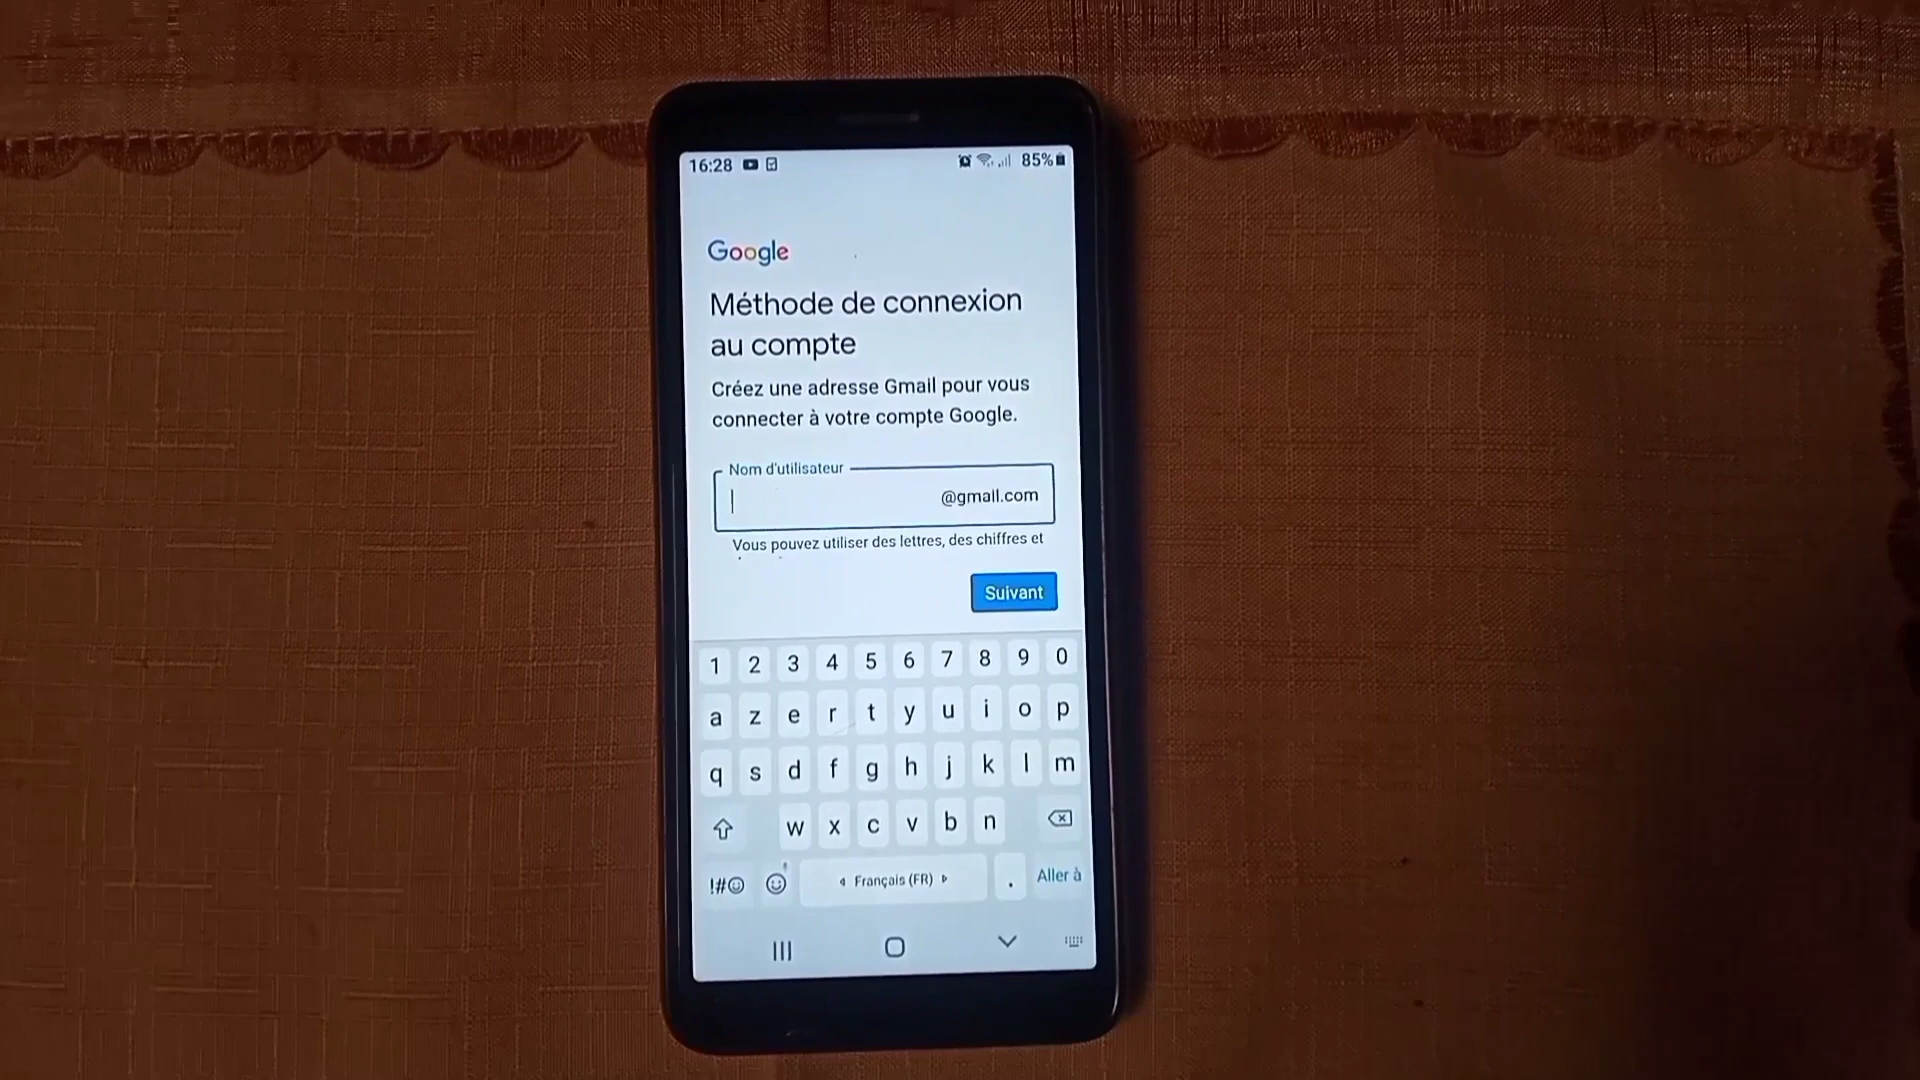 16:28 85%
Google
Méthode de connexion
au compte
Créez une adresse Gmail pour vous
connecter à votre compte Google.
Nom d'utilisateur
@gmail.com
Vous pouvez utiliser des lettres, des chiffres et
Suivant
1 2 3 4 5 6 7 8 9 0
a z e r t y u i o p
q s d f g h j k l m
w x c v b n
!#☺ Français (FR) . Aller à